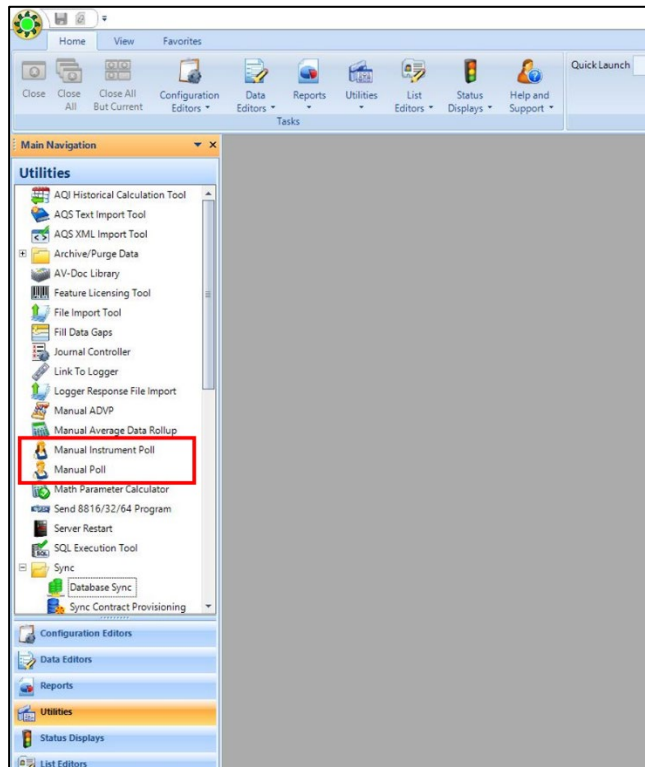 Home View Favorites
Close
Close All
Close All But Current
Configuration Editors
Data Editors
Reports
Utilities
List Editors
Status Displays
Help and Support
Quick Launch
Tasks
Main Navigation
Utilities
AQI Historical Calculation Tool
AQS Text Import Tool
AQS XML Import Tool
Archive/Purge Data
AV-Doc Library
Feature Licensing Tool
File Import Tool
Fill Data Gaps
Journal Controller
Link To Logger
Logger Response File Import
Manual ADVP
Manual Average Data Rollup
Manual Instrument Poll
Manual Poll
Math Parameter Calculator
Send 8816/32/64 Program
Server Restart
SQL Execution Tool
Sync
Database Sync
Sync Contract Provisioning
Configuration Editors
Data Editors
Reports
Utilities
Status Displays
List Editors